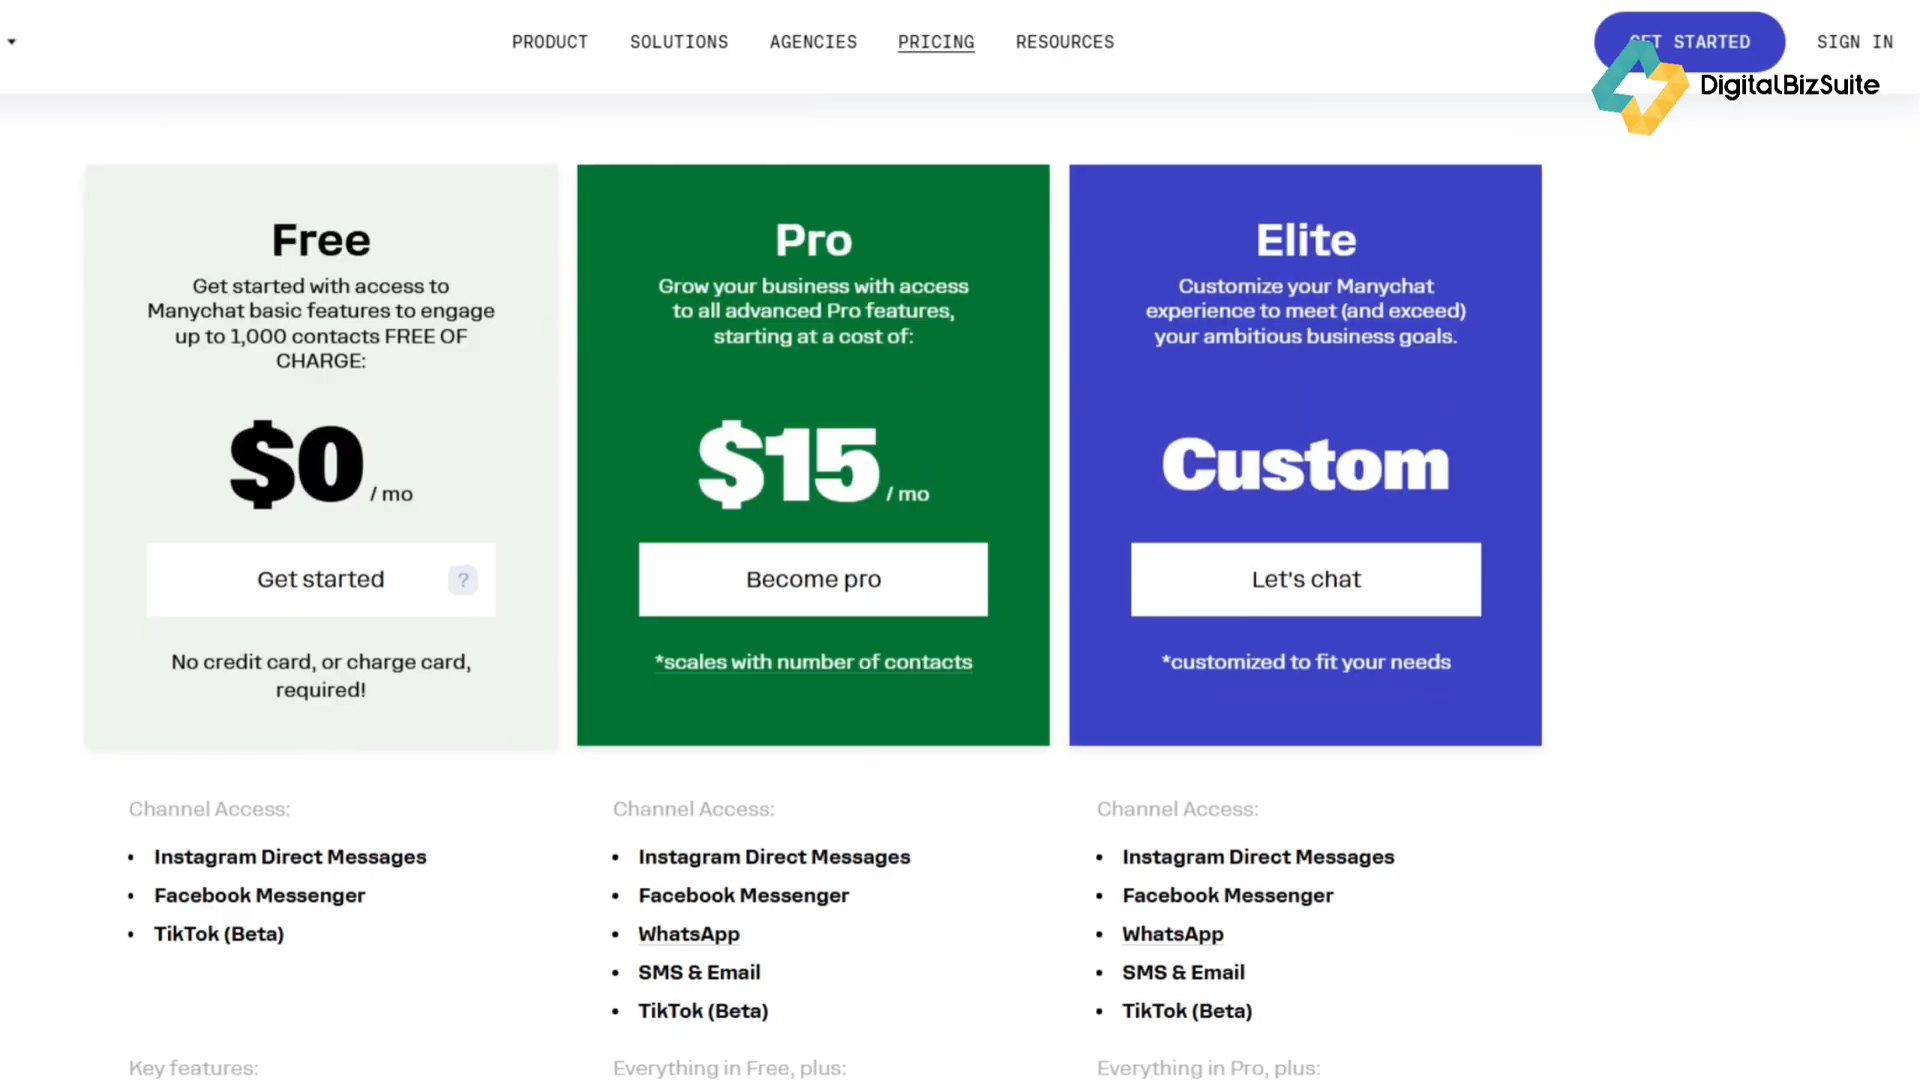 PRODUCT SOLUTIONS AGENCIES PRICING RESOURCES GET STARTED SIGN IN
DigitalBizSuite
Free
Get started with access to
Manychat basic features to engage
up to 1,000 contacts FREE OF
CHARGE:
$0 / mo
Get started ?
No credit card, or charge card,
required!
Pro
Grow your business with access
to all advanced Pro features,
starting at a cost of:
$15 / mo
Become pro
*scales with number of contacts
Elite
Customize your Manychat
experience to meet (and exceed)
your ambitious business goals.
Custom
Let's chat
*customized to fit your needs
Channel Access:
• Instagram Direct Messages
• Facebook Messenger
• TikTok (Beta)
Key features:
Channel Access:
• Instagram Direct Messages
• Facebook Messenger
• WhatsApp
• SMS & Email
• TikTok (Beta)
Everything in Free, plus:
Channel Access:
• Instagram Direct Messages
• Facebook Messenger
• WhatsApp
• SMS & Email
• TikTok (Beta)
Everything in Pro, plus: